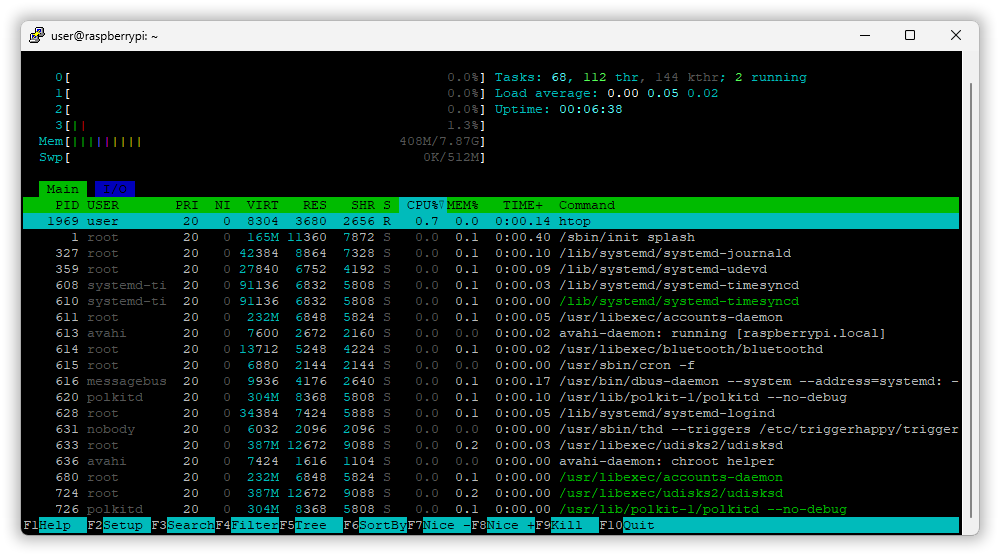 user@raspberrypi: ~
0[ 0.0%] Tasks: 68, 112 thr, 144 kthr; 2 running
1[ 0.0%] Load average: 0.00 0.05 0.02
2[ 0.0%] Uptime: 00:06:38
3[|| 1.3%]
Mem[||||||||| 408M/7.87G]
Swp[ 0K/512M]
Main I/O
PID USER PRI NI VIRT RES SHR S CPU%▽MEM% TIME+ Command
1969 user 20 0 8304 3680 2656 R 0.7 0.0 0:00.14 htop
1 root 20 0 165M 11360 7872 S 0.0 0.1 0:00.40 /sbin/init splash
327 root 20 0 42384 8864 7328 S 0.0 0.1 0:00.10 /lib/systemd/systemd-journald
359 root 20 0 27840 6752 4192 S 0.0 0.1 0:00.09 /lib/systemd/systemd-udevd
608 systemd-ti 20 0 91136 6832 5808 S 0.0 0.1 0:00.03 /lib/systemd/systemd-timesyncd
610 systemd-ti 20 0 91136 6832 5808 S 0.0 0.1 0:00.00 /lib/systemd/systemd-timesyncd
611 root 20 0 232M 6848 5824 S 0.0 0.1 0:00.05 /usr/libexec/accounts-daemon
613 avahi 20 0 7600 2672 2160 S 0.0 0.0 0:00.02 avahi-daemon: running [raspberrypi.local]
614 root 20 0 13712 5248 4224 S 0.0 0.1 0:00.02 /usr/libexec/bluetooth/bluetoothd
615 root 20 0 6880 2144 2144 S 0.0 0.0 0:00.00 /usr/sbin/cron -f
616 messagebus 20 0 9936 4176 2640 S 0.0 0.1 0:00.17 /usr/bin/dbus-daemon --system --address=systemd: -
620 polkitd 20 0 304M 8368 5808 S 0.0 0.1 0:00.10 /usr/lib/polkit-1/polkitd --no-debug
628 root 20 0 34384 7424 5888 S 0.0 0.1 0:00.05 /lib/systemd/systemd-logind
631 nobody 20 0 6032 2096 2096 S 0.0 0.0 0:00.00 /usr/sbin/thd --triggers /etc/triggerhappy/trigger
633 root 20 0 387M 12672 9088 S 0.0 0.2 0:00.03 /usr/libexec/udisks2/udisksd
636 avahi 20 0 7424 1616 1104 S 0.0 0.0 0:00.00 avahi-daemon: chroot helper
680 root 20 0 232M 6848 5824 S 0.0 0.1 0:00.00 /usr/libexec/accounts-daemon
724 root 20 0 387M 12672 9088 S 0.0 0.2 0:00.00 /usr/libexec/udisks2/udisksd
726 polkitd 20 0 304M 8368 5808 S 0.0 0.1 0:00.00 /usr/lib/polkit-1/polkitd --no-debug
F1Help F2Setup F3SearchF4FilterF5Tree F6SortByF7Nice -F8Nice +F9Kill F10Quit